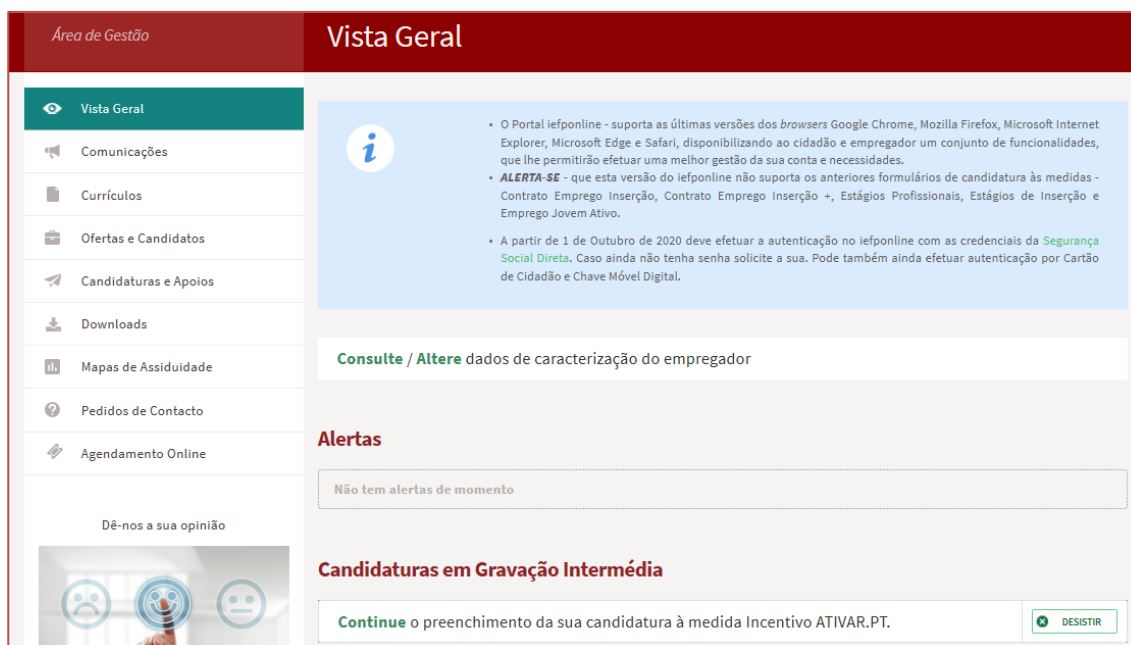 Área de Gestão
Vista Geral
Vista Geral
Comunicações
Currículos
Ofertas e Candidatos
Candidaturas e Apoios
Downloads
Mapas de Assiduidade
Pedidos de Contacto
Agendamento Online
Dê-nos a sua opinião
• O Portal iefponline - suporta as últimas versões dos browsers Google Chrome, Mozilla Firefox, Microsoft Internet
Explorer, Microsoft Edge e Safari, disponibilizando ao cidadão e empregador um conjunto de funcionalidades,
que lhe permitirão efetuar uma melhor gestão da sua conta e necessidades.
• ALERTA-SE - que esta versão do iefponline não suporta os anteriores formulários de candidatura às medidas -
Contrato Emprego Inserção, Contrato Emprego Inserção +, Estágios Profissionais, Estágios de Inserção e
Emprego Jovem Ativo.
• A partir de 1 de Outubro de 2020 deve efetuar a autenticação no iefponline com as credenciais da Segurança
Social Direta. Caso ainda não tenha senha solicite a sua. Pode também ainda efetuar autenticação por Cartão
de Cidadão e Chave Móvel Digital.
Consulte / Altere dados de caracterização do empregador
Alertas
Não tem alertas de momento
Candidaturas em Gravação Intermédia
Continue o preenchimento da sua candidatura à medida Incentivo ATIVAR.PT.
DESISTIR